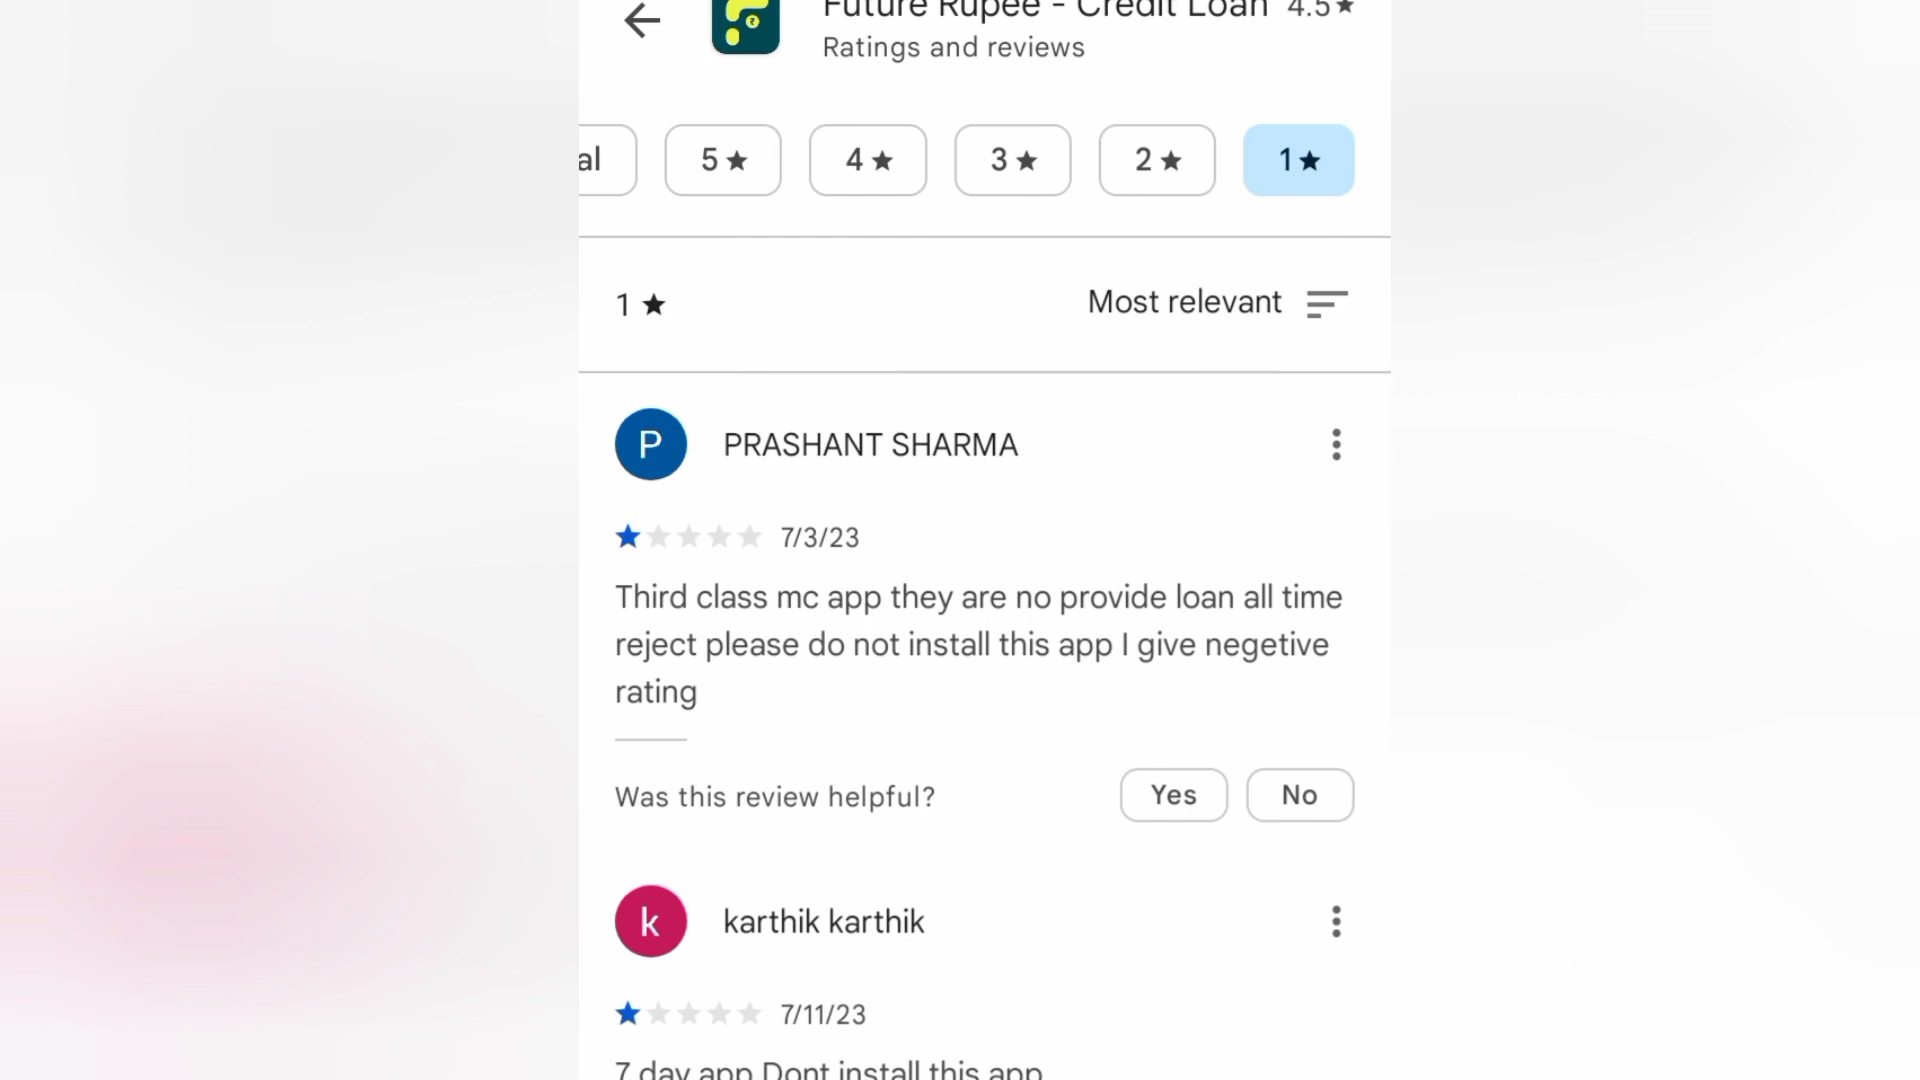 Future Rupee - Credit Loan 4.5★
Ratings and reviews
al 5★ 4★ 3★ 2★ 1★
1★ Most relevant
P PRASHANT SHARMA
7/3/23
Third class mc app they are no provide loan all time
reject please do not install this app I give negetive
rating
Was this review helpful? Yes No
k karthik karthik
7/11/23
7 day app Dont install this app